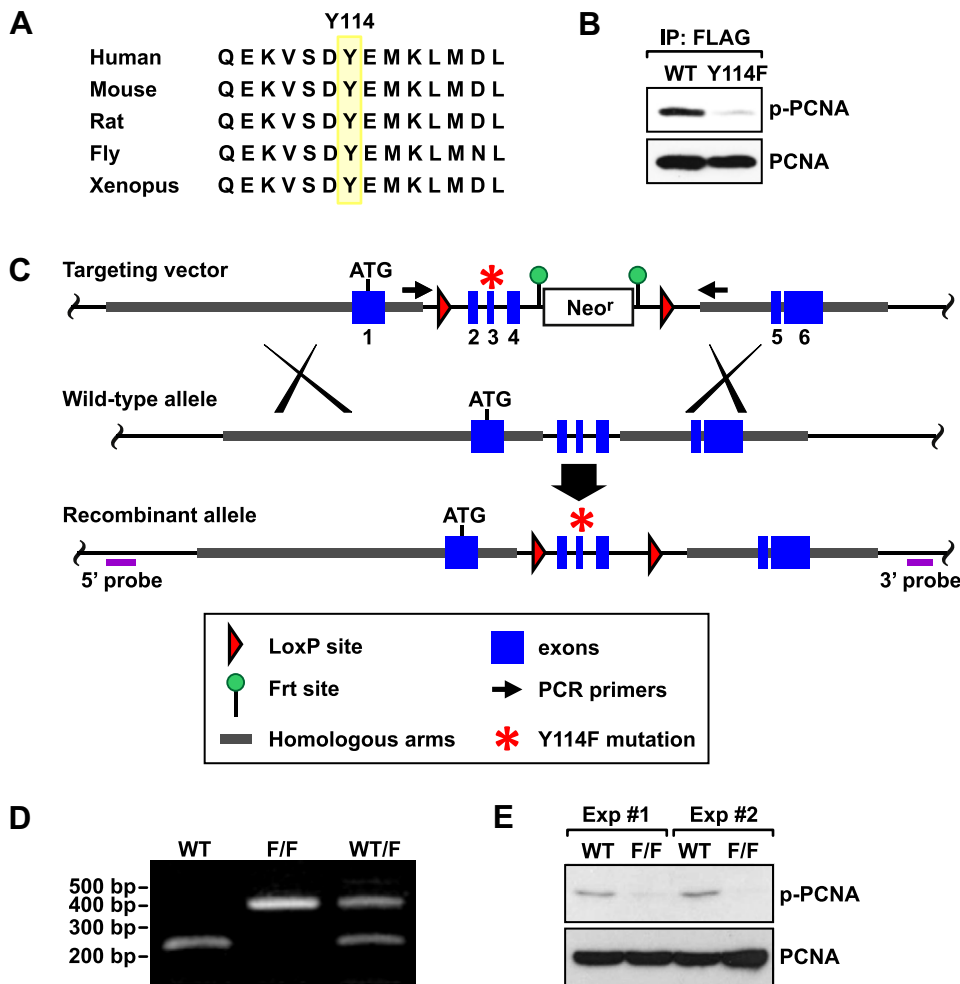 A
Y114
Human Q E K V S D Y E M K L M D L
Mouse Q E K V S D Y E M K L M D L
Rat Q E K V S D Y E M K L M D L
Fly Q E K V S D Y E M K L M N L
Xenopus Q E K V S D Y E M K L M D L
B
IP: FLAG
WT Y114F
p-PCNA
PCNA
C
Targeting vector
ATG
Neoʳ
1 2 3 4 5 6
Wild-type allele
ATG
Recombinant allele
ATG
5’ probe 3’ probe
LoxP site exons
Frt site PCR primers
Homologous arms Y114F mutation
D
WT F/F WT/F
500 bp
400 bp
300 bp
200 bp
E
Exp #1 Exp #2
WT F/F WT F/F
p-PCNA
PCNA